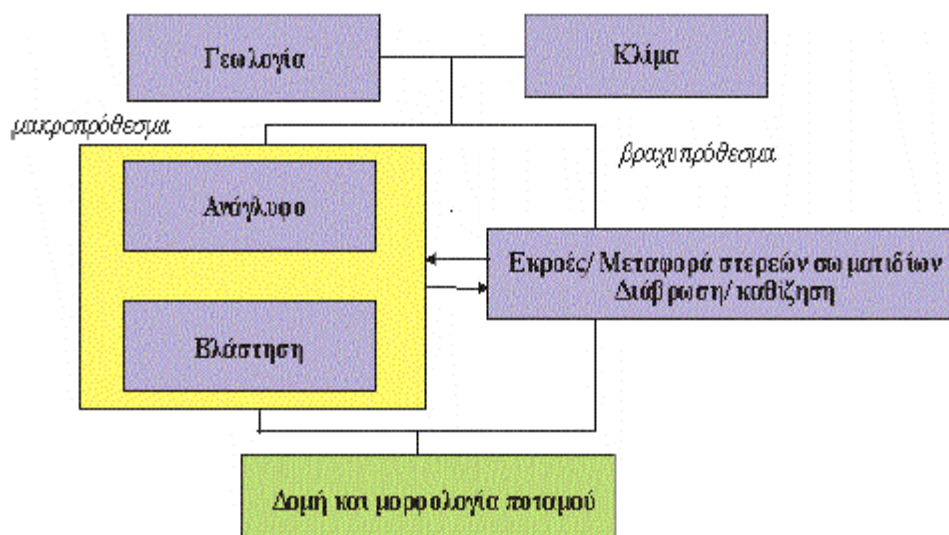 Γεωλογία
Κλίμα
μακροπρόθεσμα
βραχυπρόθεσμα
Ανάγλυφο
Εκροές/ Μεταφορά στερεών σωματιδίων
Διάβρωση/ καθίζηση
Βλάστηση
Δομή και μορφολογία ποταμού